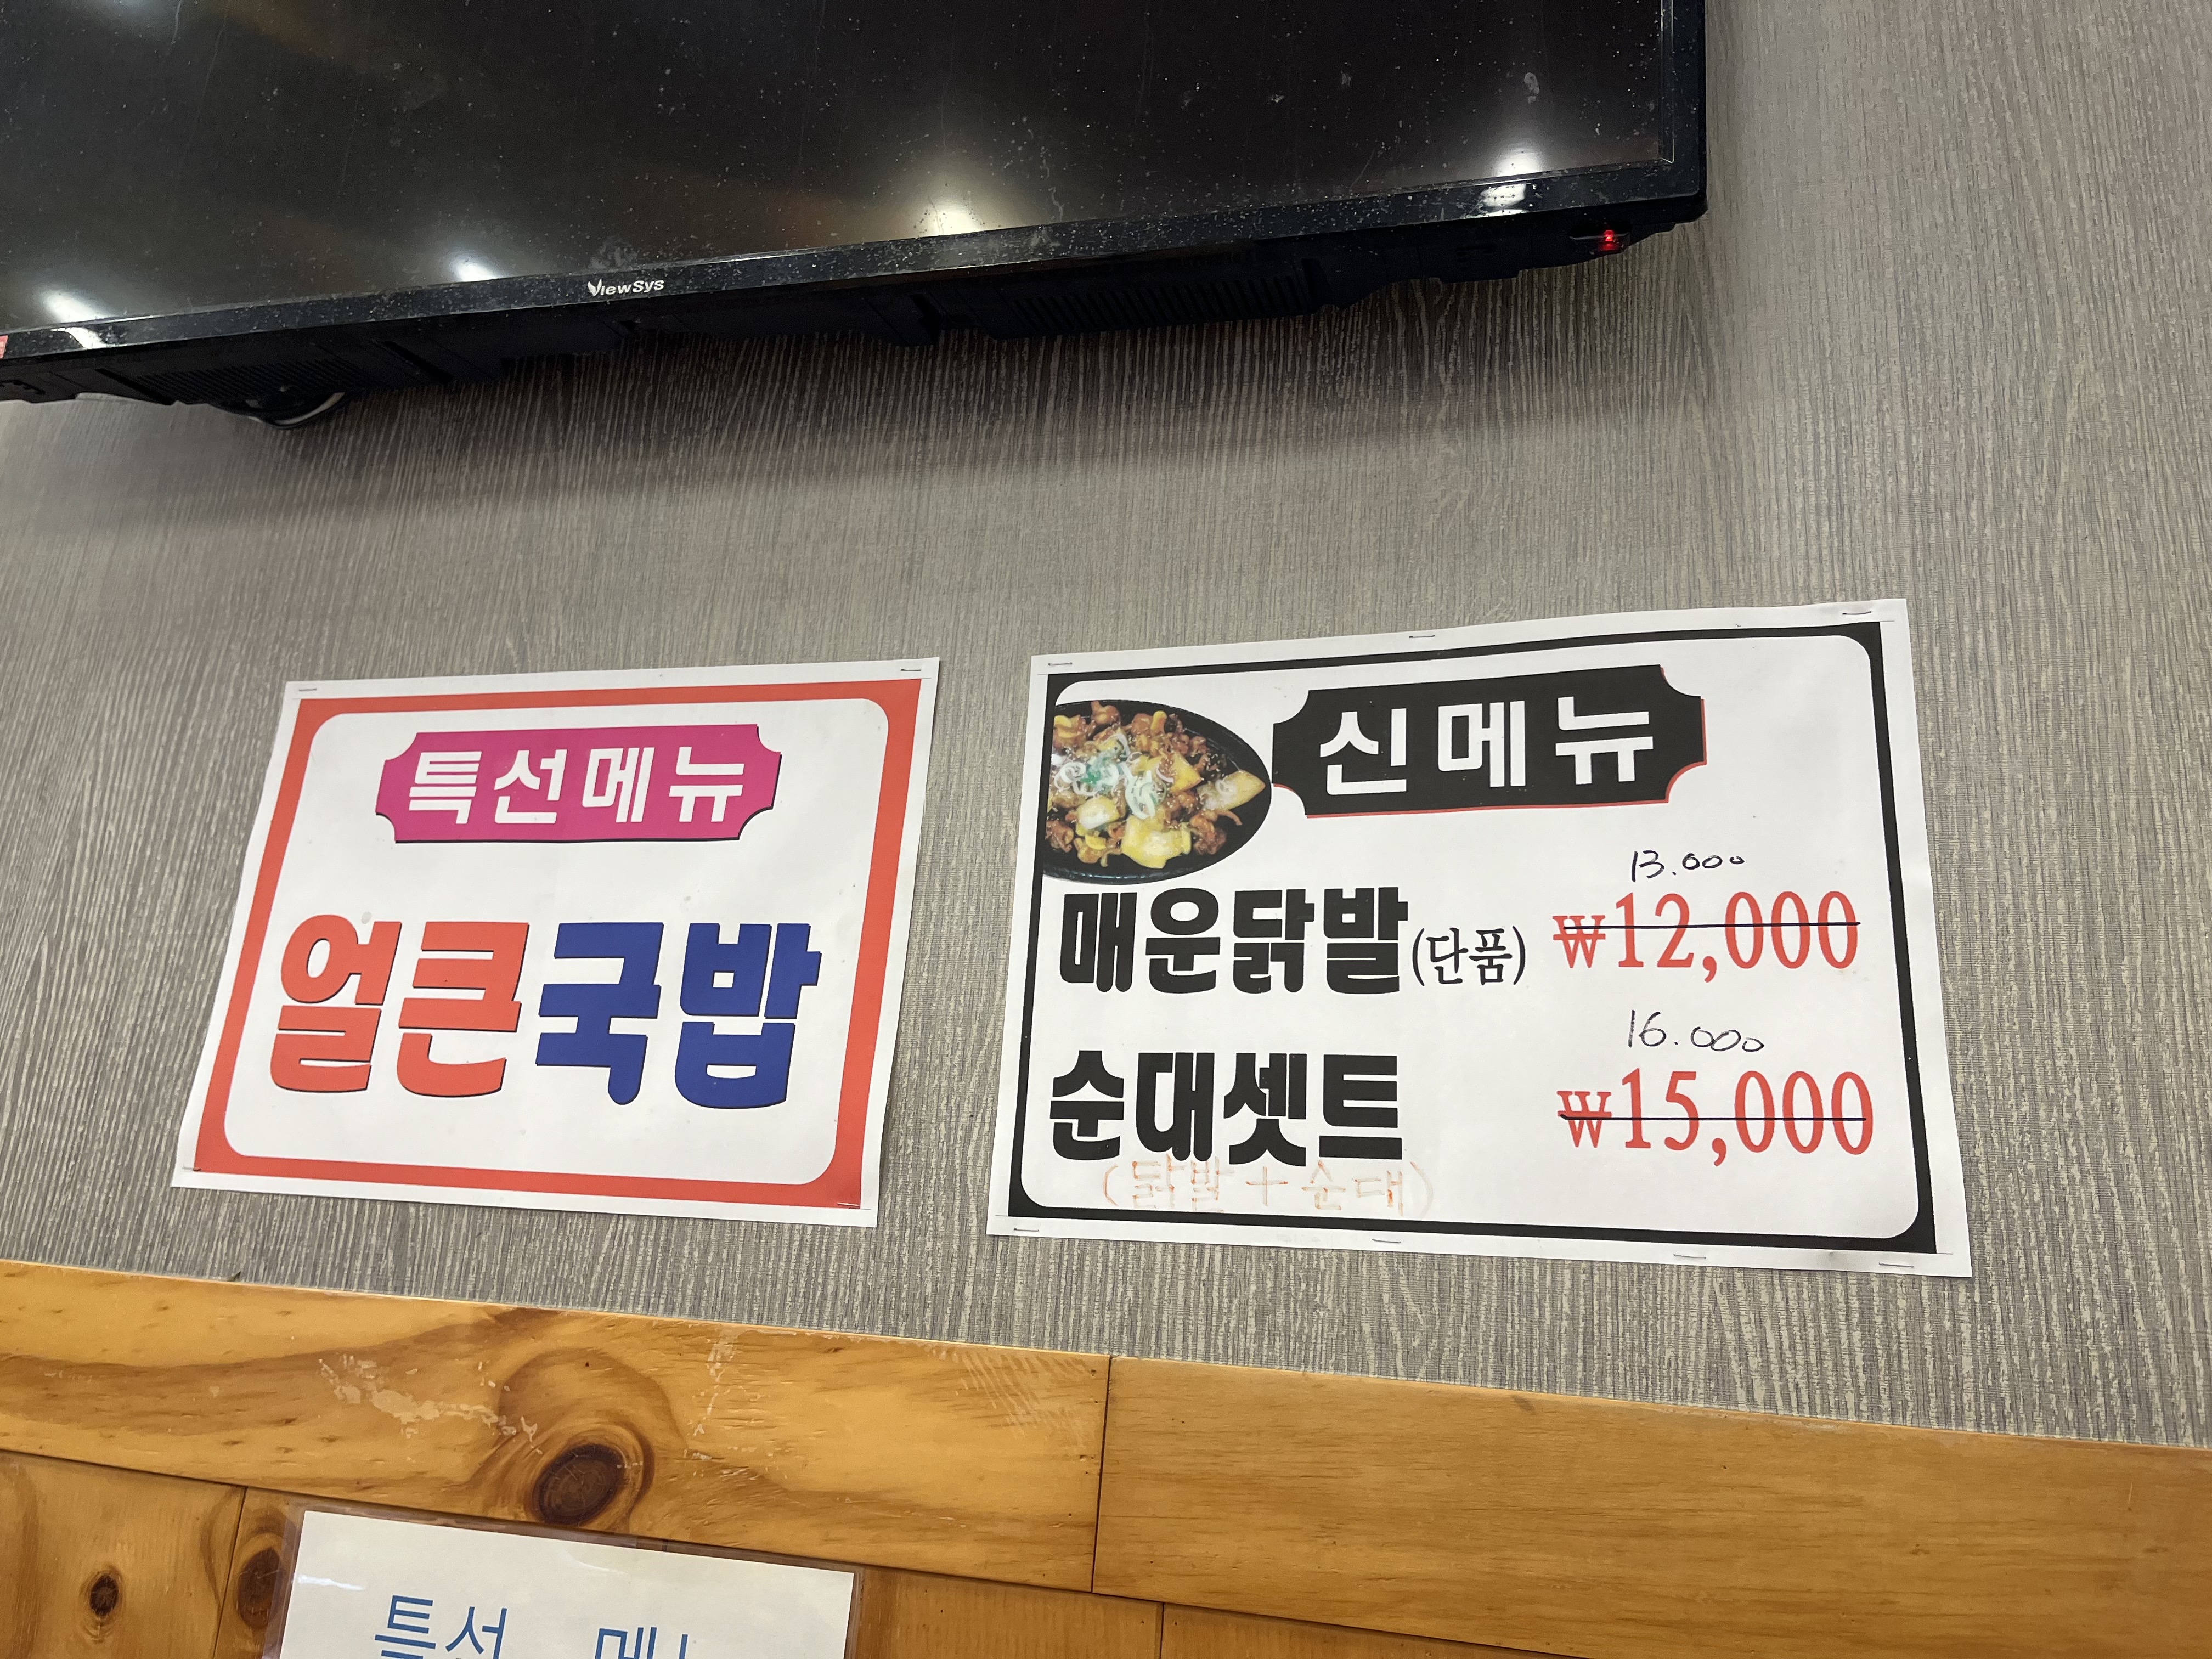 ViewSys
특선메뉴
얼큰국밥
신메뉴
13.000
매운닭발(단품) ₩12,000
16.000
순대셋트 ₩15,000
(닭발+순대)
특선